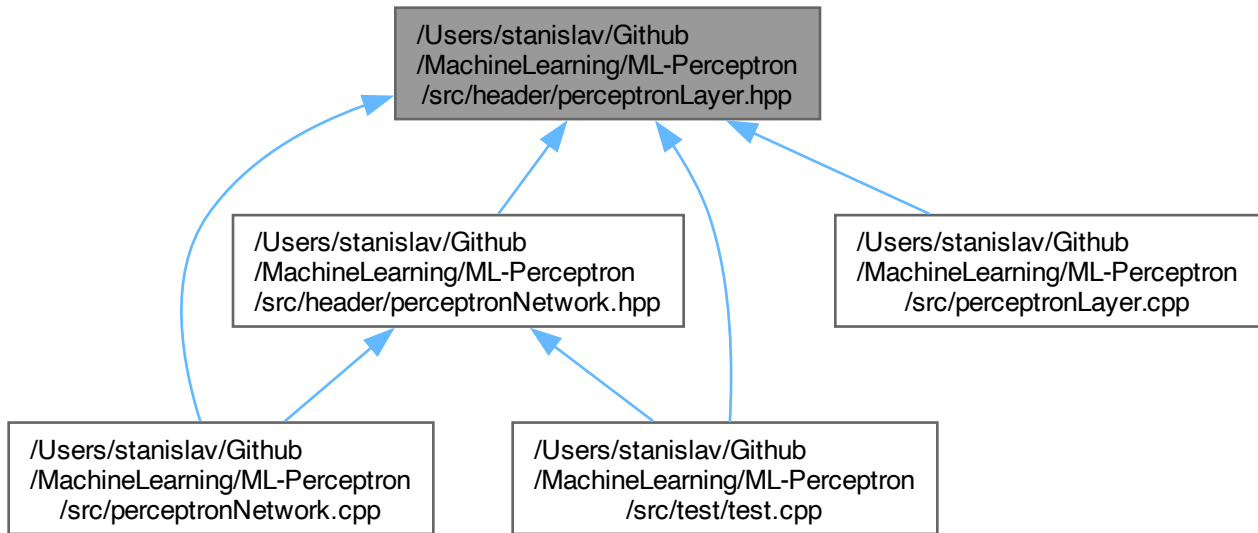 /Users/stanislav/Github
/MachineLearning/ML-Perceptron
/src/header/perceptronLayer.hpp
/Users/stanislav/Github
/MachineLearning/ML-Perceptron
/src/header/perceptronNetwork.hpp
/Users/stanislav/Github
/MachineLearning/ML-Perceptron
/src/perceptronLayer.cpp
/Users/stanislav/Github
/MachineLearning/ML-Perceptron
/src/perceptronNetwork.cpp
/Users/stanislav/Github
/MachineLearning/ML-Perceptron
/src/test/test.cpp